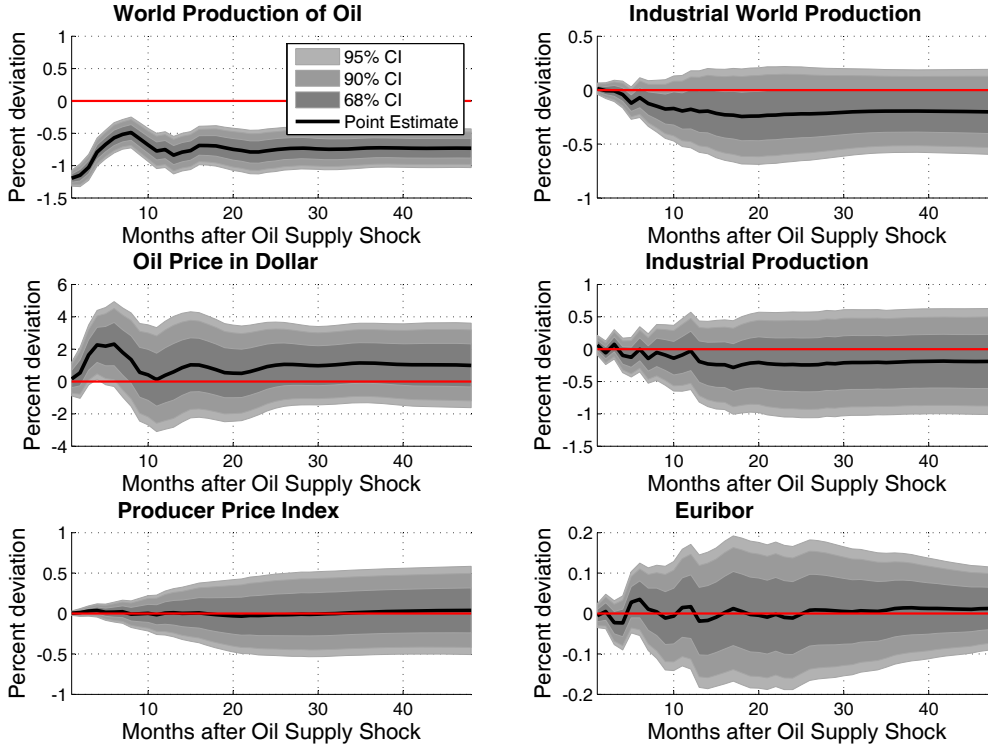 World Production of Oil
Percent deviation
1
0.5
0
-0.5
-1
-1.5
10
20
30
40
Months after Oil Supply Shock
95% CI
90% CI
68% CI
Point Estimate
Industrial World Production
Percent deviation
0.5
0
-0.5
-1
10
20
30
40
Months after Oil Supply Shock
Oil Price in Dollar
Percent deviation
6
4
2
0
-2
-4
10
20
30
40
Months after Oil Supply Shock
Industrial Production
Percent deviation
1
0.5
0
-0.5
-1
-1.5
10
20
30
40
Months after Oil Supply Shock
Producer Price Index
Percent deviation
1
0.5
0
-0.5
-1
10
20
30
40
Months after Oil Supply Shock
Euribor
Percent deviation
0.2
0.1
0
-0.1
-0.2
10
20
30
40
Months after Oil Supply Shock